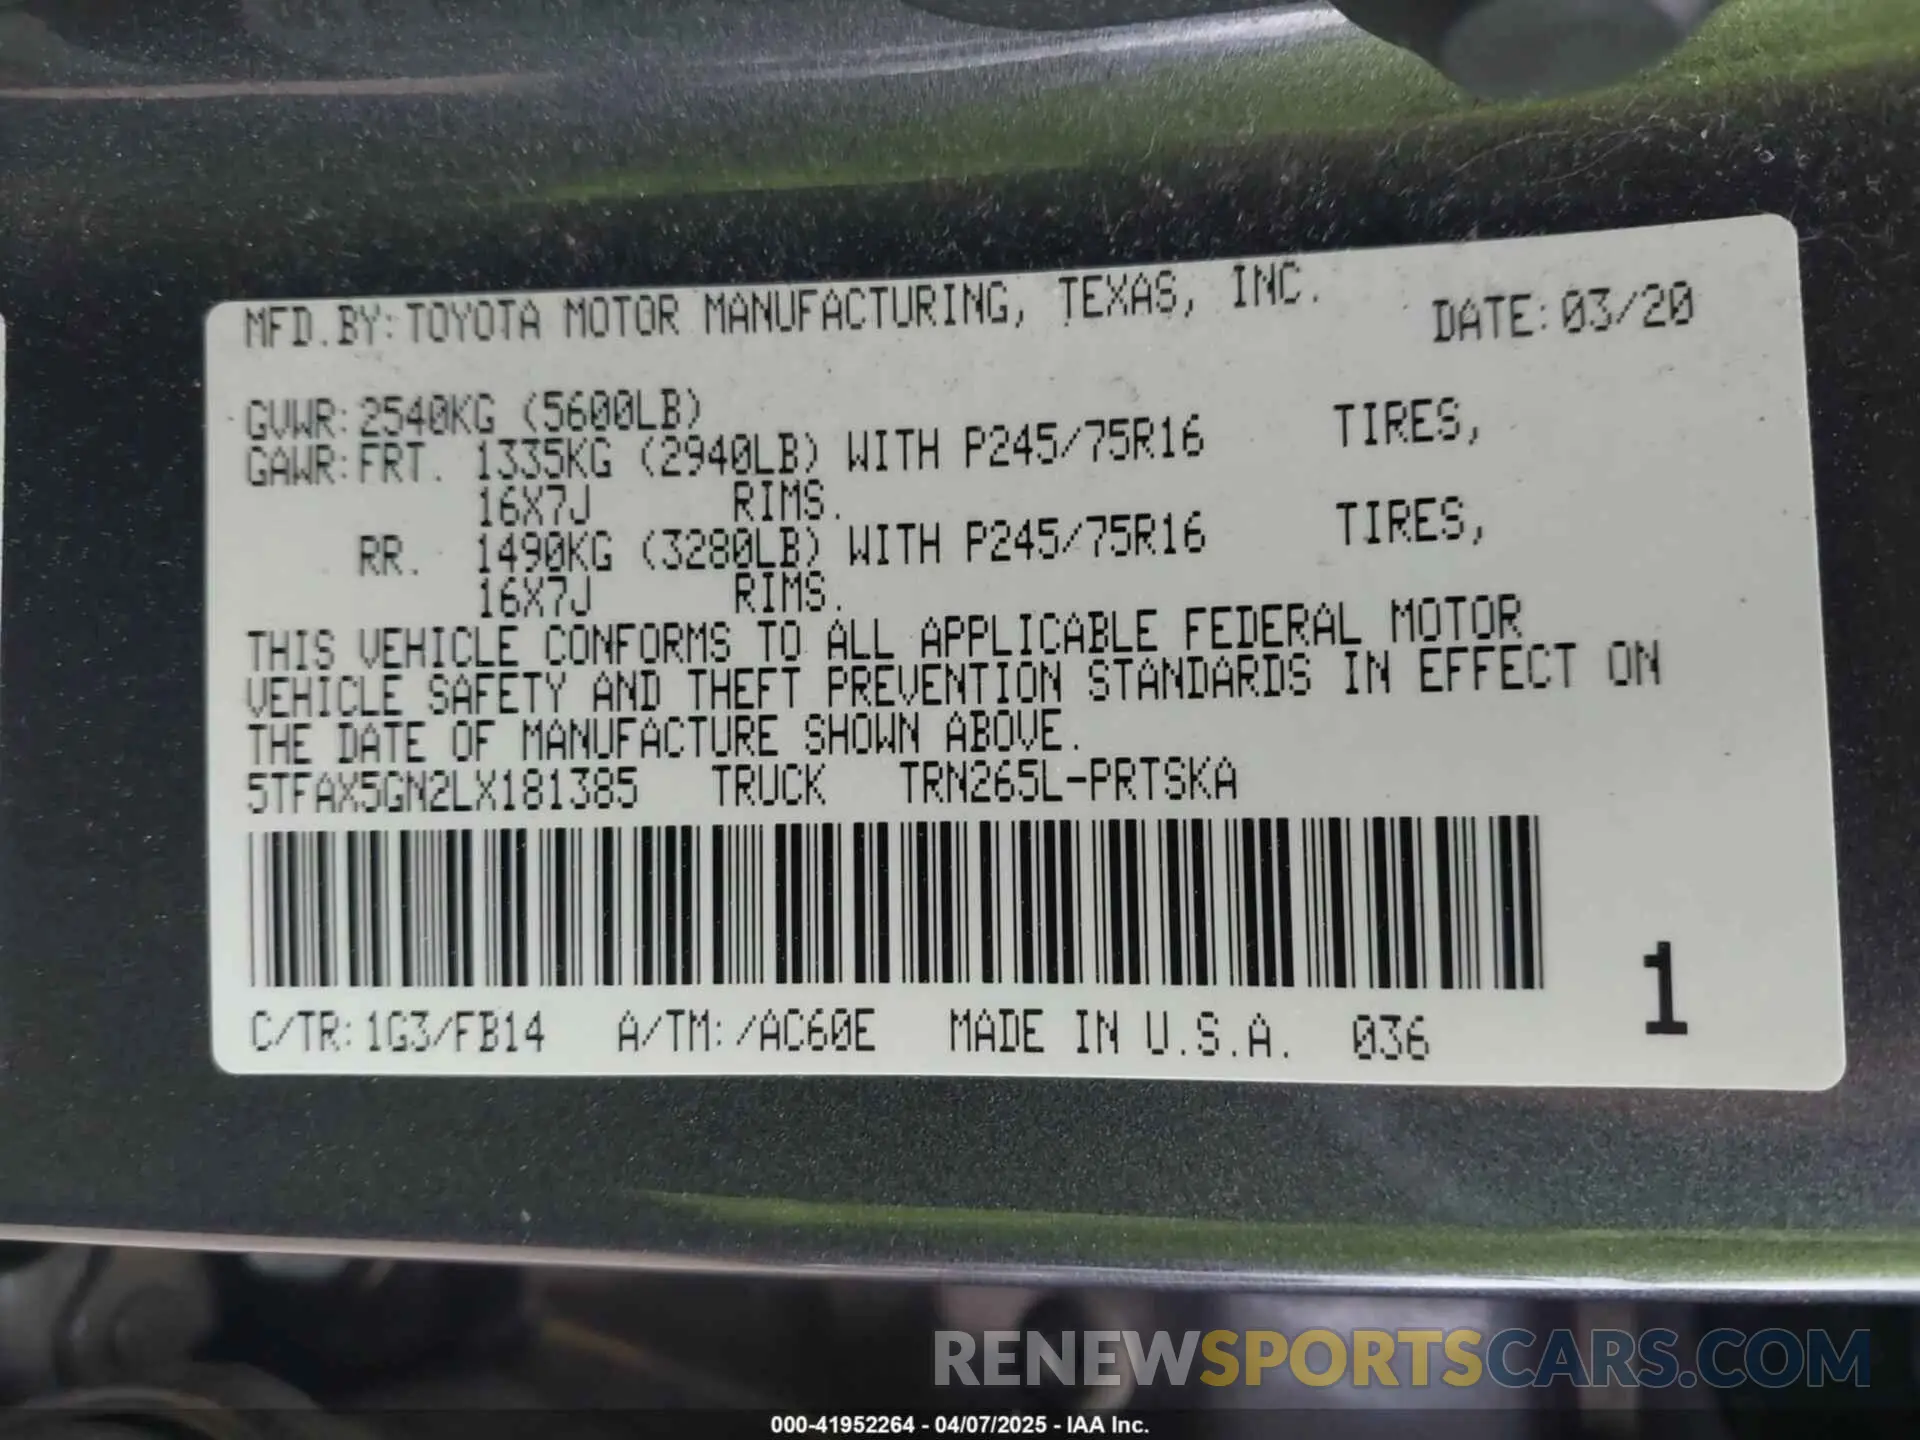 MFD.BY:TOYOTA MOTOR MANUFACTURING, TEXAS, INC. DATE:03/20
GVWR:2540KG (5600LB)
GAWR:FRT. 1335KG (2940LB) WITH P245/75R16 TIRES,
16X7J RIMS.
RR. 1490KG (3280LB) WITH P245/75R16 TIRES,
16X7J RIMS.
THIS VEHICLE CONFORMS TO ALL APPLICABLE FEDERAL MOTOR
VEHICLE SAFETY AND THEFT PREVENTION STANDARDS IN EFFECT ON
THE DATE OF MANUFACTURE SHOWN ABOVE.
5TFAX5GN2LX181385 TRUCK TRN265L-PRTSKA
1
C/TR:1G3/FB14 A/TM:/AC60E MADE IN U.S.A. 036
RENEWSPORTSCARS.COM
000-41952264 - 04/07/2025 - IAA Inc.